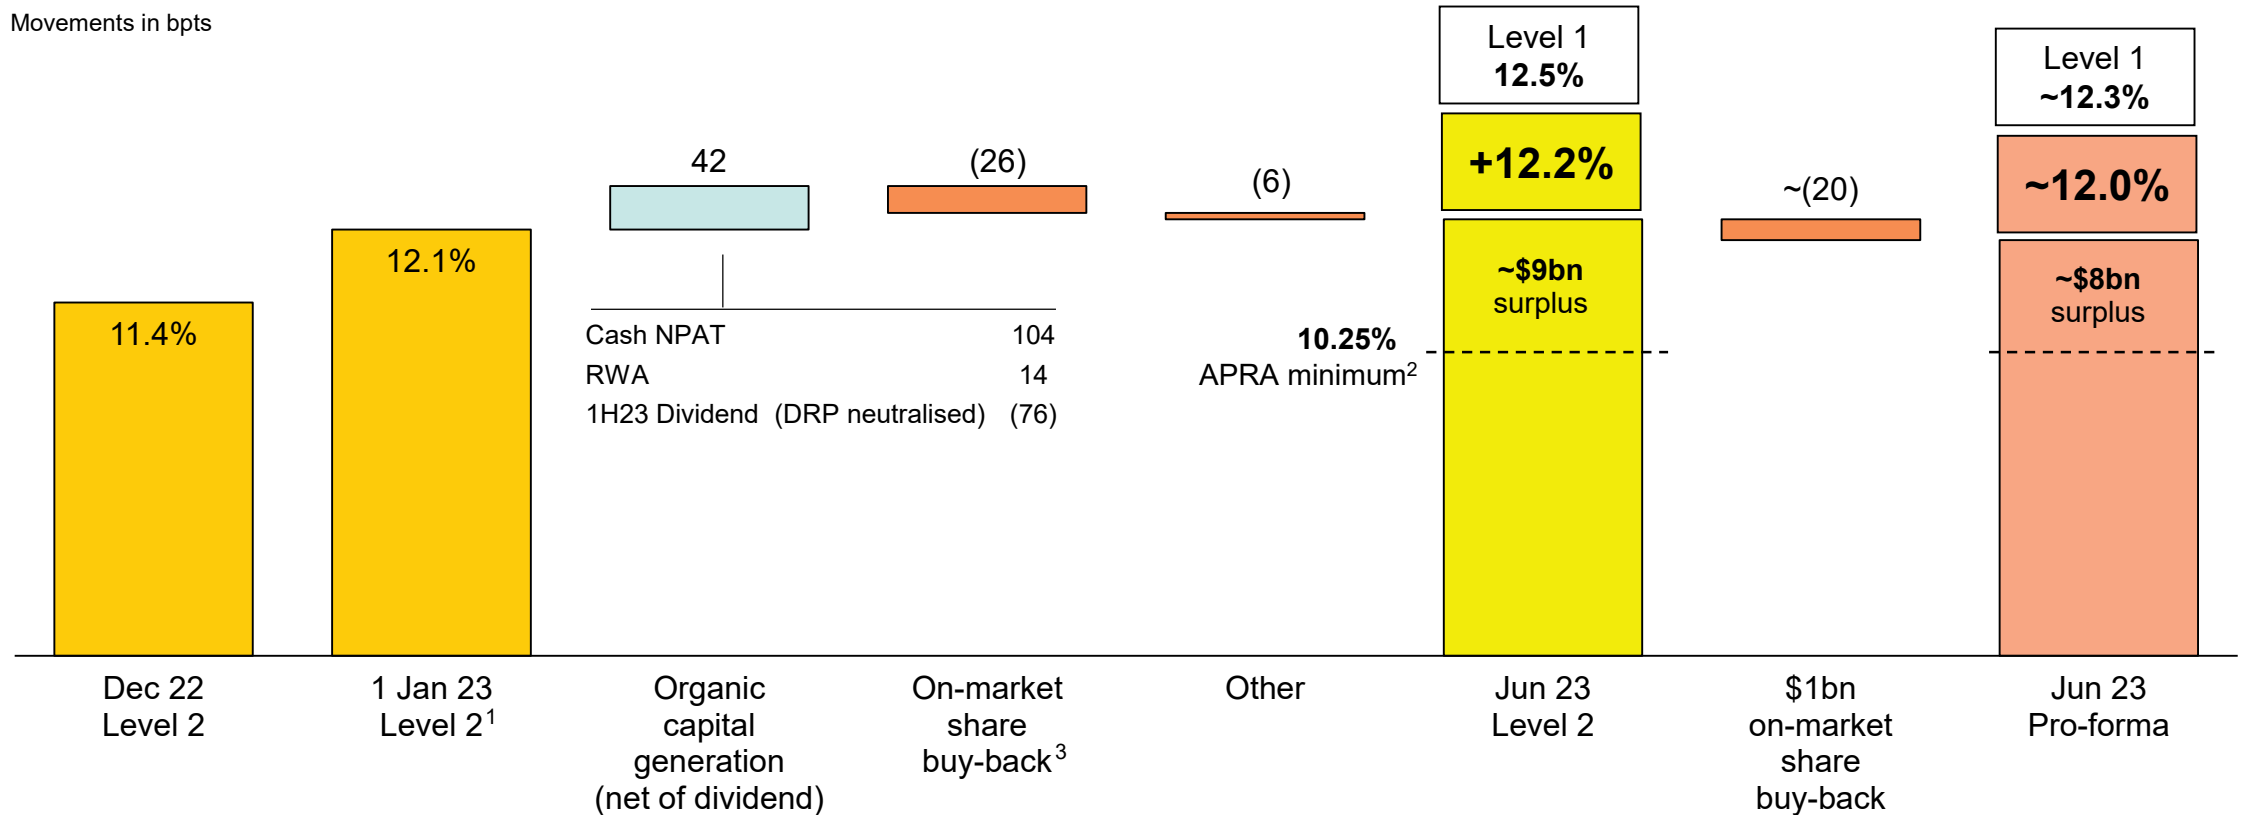 Movements in bpts
Level 1
12.5%
Level 1
~12.3%
42
(26)
(6)
+12.2%
~(20)
~12.0%
11.4%
12.1%
~$9bn
surplus
~$8bn
surplus
Cash NPAT 104
RWA 14
1H23 Dividend (DRP neutralised) (76)
10.25%
APRA minimum2
Dec 22
Level 2
1 Jan 23
Level 21
Organic
capital
generation
(net of dividend)
On-market
share
buy-back3
Other
Jun 23
Level 2
$1bn
on-market
share
buy-back
Jun 23
Pro-forma